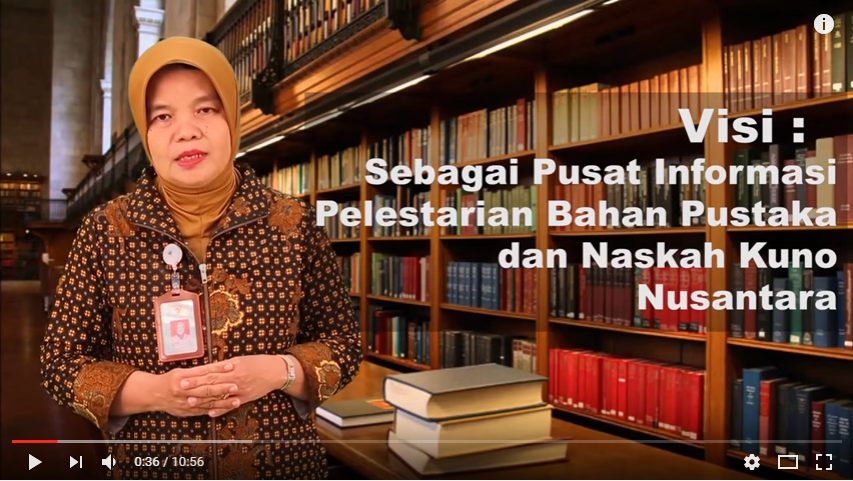 Visi :
Sebagai Pusat Informasi
Pelestarian Bahan Pustaka
dan Naskah Kuno
Nusantara
0:36 / 10:56